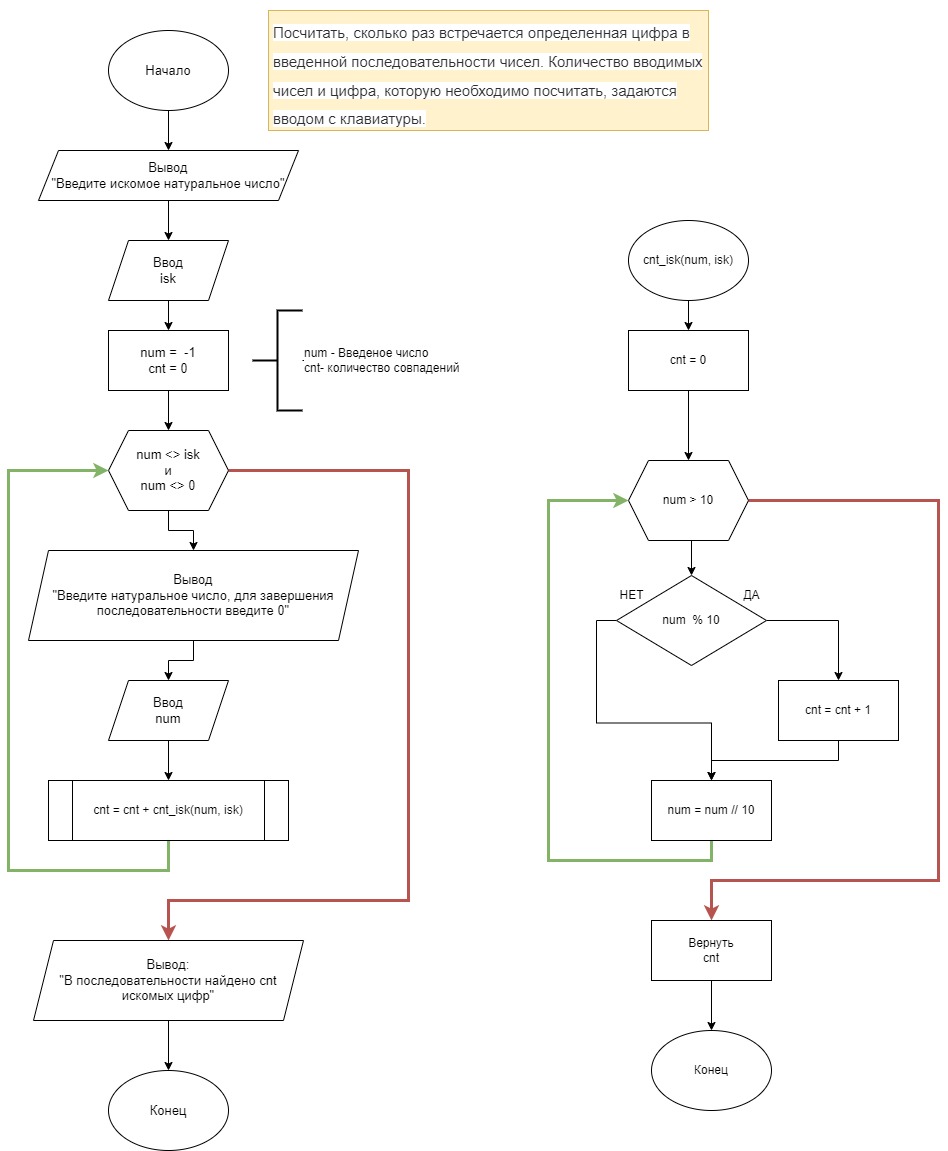 Посчитать, сколько раз встречается определенная цифра в
введенной последовательности чисел. Количество вводимых
чисел и цифра, которую необходимо посчитать, задаются
вводом с клавиатуры.
Начало
Вывод
"Введите искомое натуральное число"
Ввод
isk
num = -1
cnt = 0
num - Введеное число
cnt- количество совпадений
num <> isk
и
num <> 0
Вывод
"Введите натуральное число, для завершения
последовательности введите 0"
Ввод
num
cnt = cnt + cnt_isk(num, isk)
Вывод:
"В последовательности найдено cnt
искомых цифр"
Конец
cnt_isk(num, isk)
cnt = 0
num > 10
НЕТ
ДА
num % 10
cnt = cnt + 1
num = num // 10
Вернуть
cnt
Конец